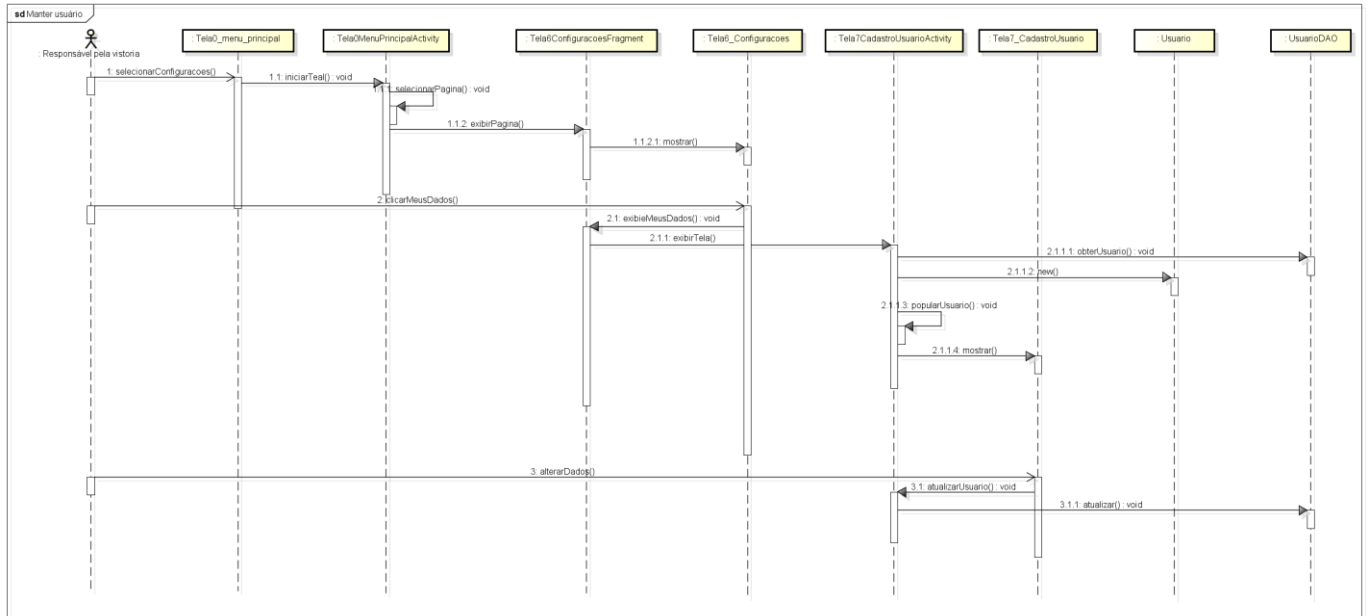 sd Manter usuário
: Responsável pela vistoria
: Tela0_menu_principal
: Tela0MenuPrincipalActivity
: Tela6ConfiguracoesFragment
: Tela6_Configuracoes
: Tela7CadastroUsuarioActivity
: Tela7_CadastroUsuario
: Usuario
: UsuarioDAO
1: selecionarConfiguracoes()
1.1: iniciarTeal() : void
1.1.1: selecionarPagina() : void
1.1.2: exibirPagina()
1.1.2.1: mostrar()
2: clicarMeusDados()
2.1: exibieMeusDados() : void
2.1.1: exibirTela()
2.1.1.1: obterUsuario() : void
2.1.1.2: new()
2.1.1.3: popularUsuario() : void
2.1.1.4: mostrar()
3: alterarDados()
3.1: atualizarUsuario() : void
3.1.1: atualizar() : void